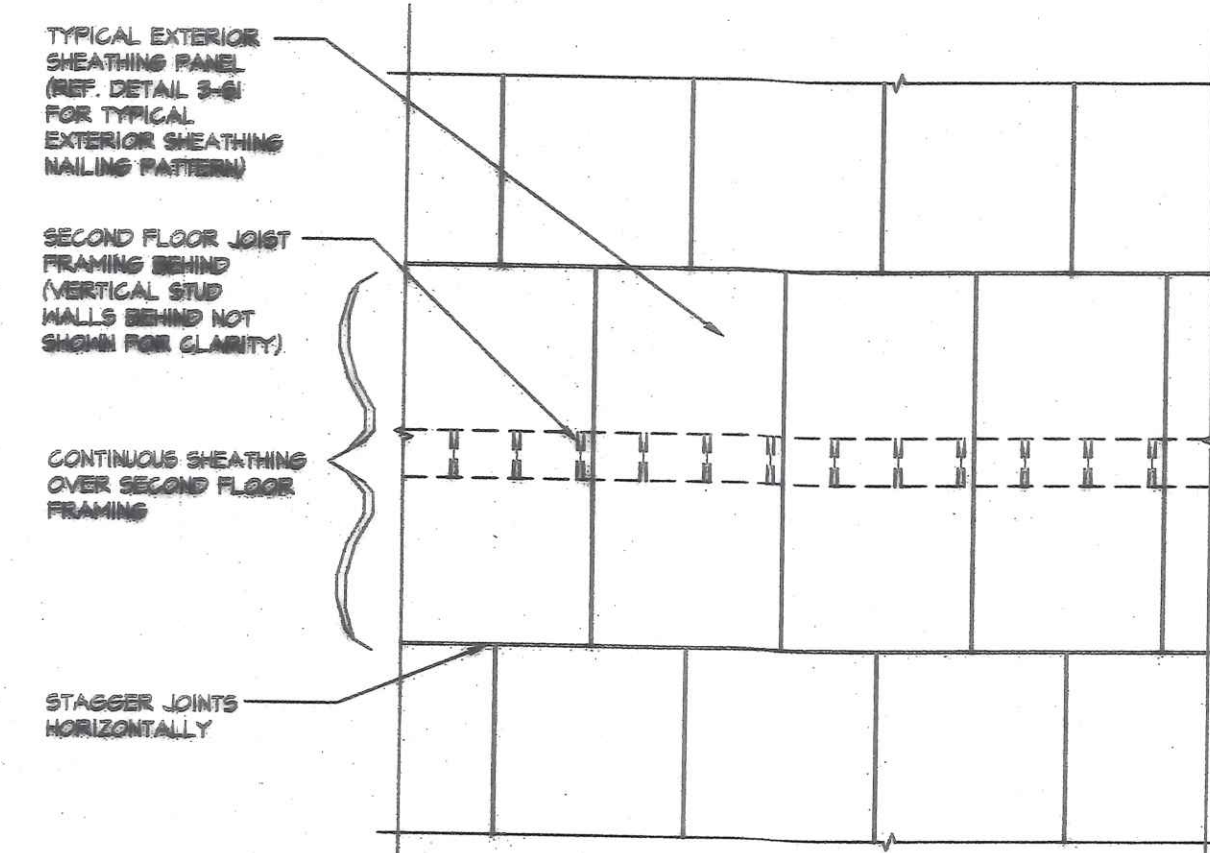 TYPICAL EXTERIOR
SHEATHING PANEL
(REF. DETAIL 3-61
FOR TYPICAL
EXTERIOR SHEATHING
NAILING PATTERN)
SECOND FLOOR JOIST
FRAMING BEHIND
(VERTICAL STUD
WALLS BEHIND NOT
SHOWN FOR CLARITY)
CONTINUOUS SHEATHING
OVER SECOND FLOOR
FRAMING
STAGGER JOINTS
HORIZONTALLY